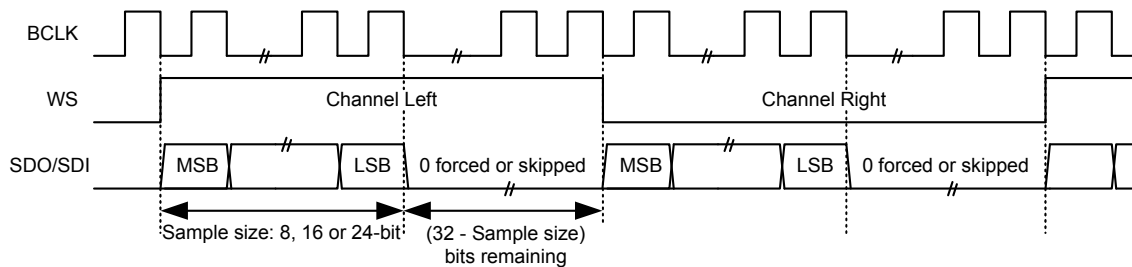 BCLK
WS
Channel Left
Channel Right
SDO/SDI
MSB
LSB
0 forced or skipped
MSB
LSB
0 forced or skipped
Sample size: 8, 16 or 24-bit
(32 - Sample size)
bits remaining